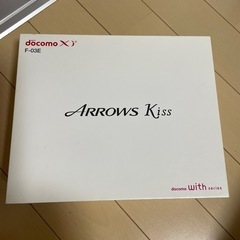 docomo Xi
F-03E
ARROWS Kiss
docomo with series